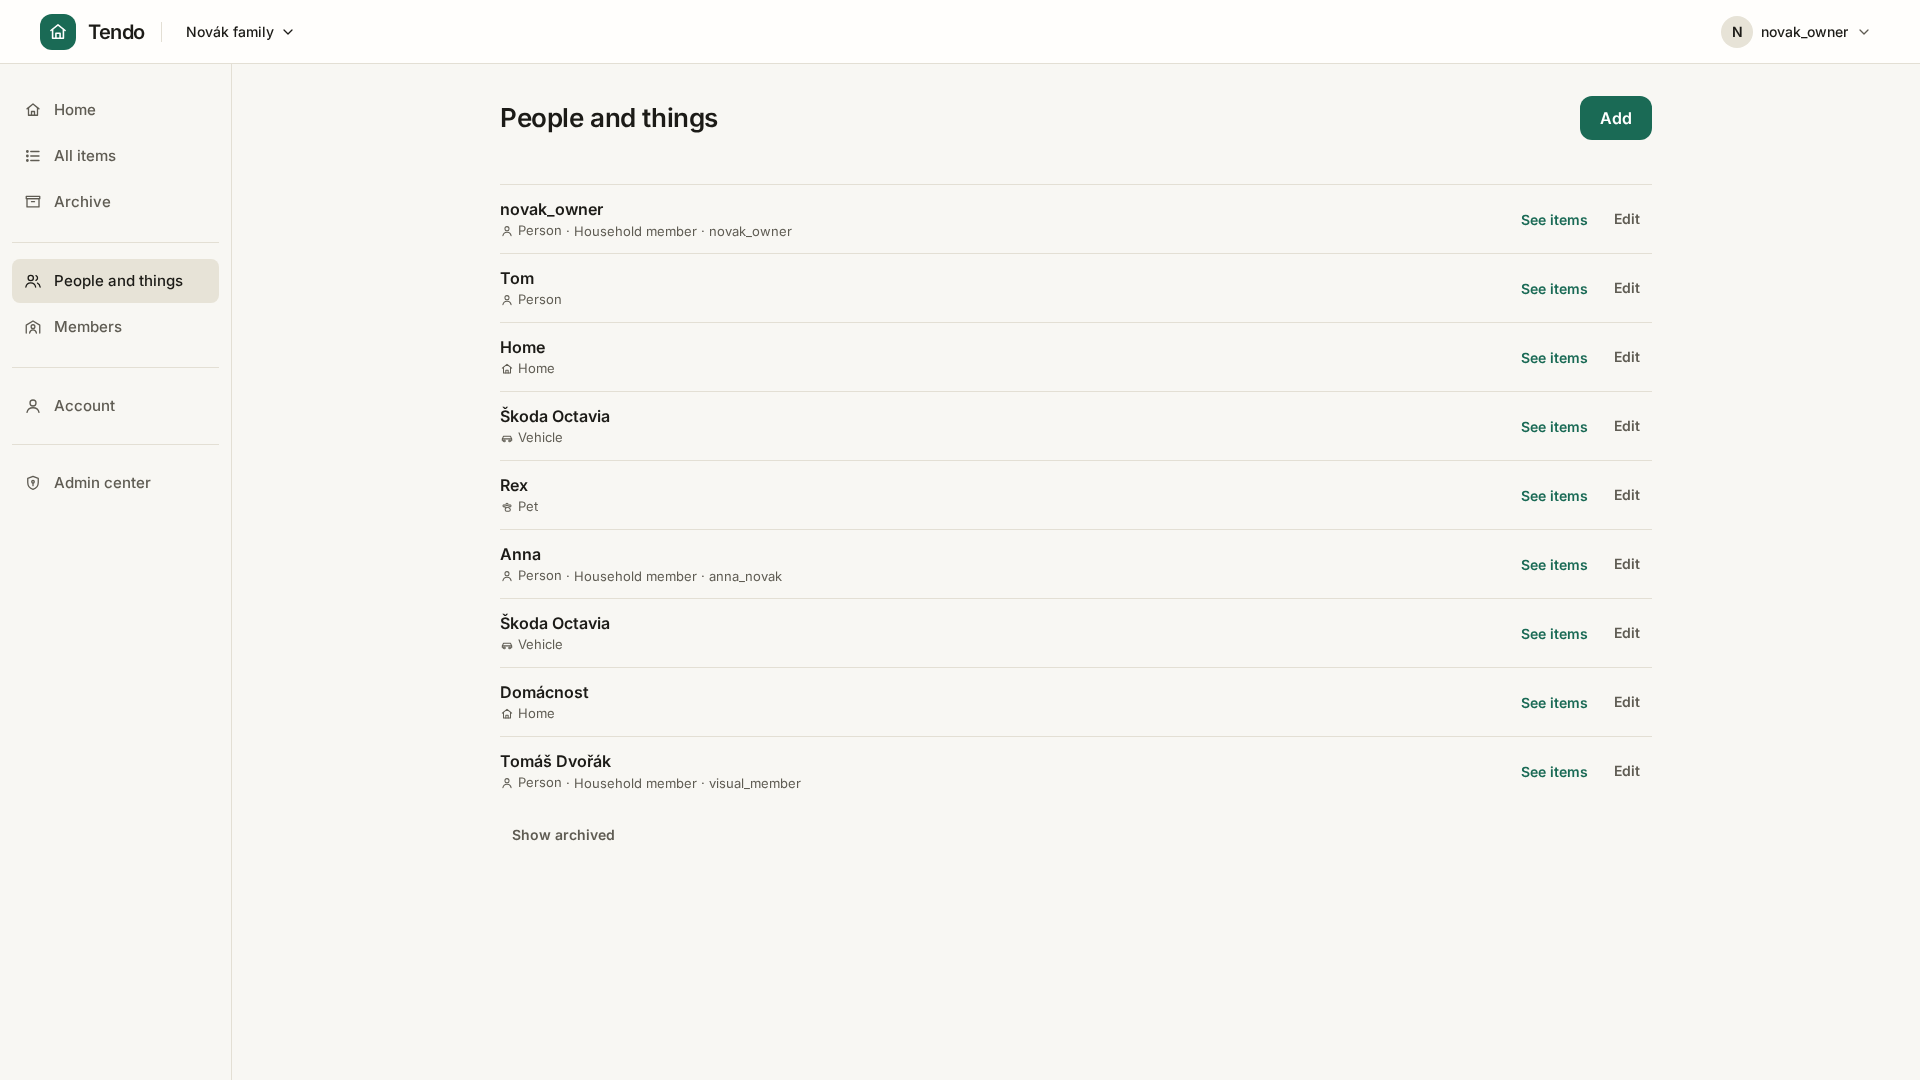 Tendo
Novák family
N
novak_owner
Home
All items
Archive
People and things
Members
Account
Admin center
People and things
Add
novak_owner
Person · Household member · novak_owner
See items
Edit
Tom
Person
See items
Edit
Home
Home
See items
Edit
Škoda Octavia
Vehicle
See items
Edit
Rex
Pet
See items
Edit
Anna
Person · Household member · anna_novak
See items
Edit
Škoda Octavia
Vehicle
See items
Edit
Domácnost
Home
See items
Edit
Tomáš Dvořák
Person · Household member · visual_member
See items
Edit
Show archived